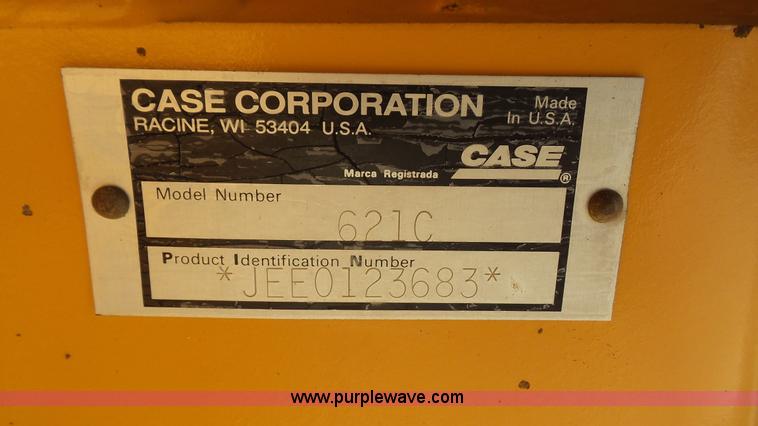 CASE CORPORATION
RACINE, WI 53404 U.S.A.
Made
In U.S.A.
CASE
®
Marca Registrada
Model Number
621C
Product Identification Number
*JEE0123683*
www.purplewave.com